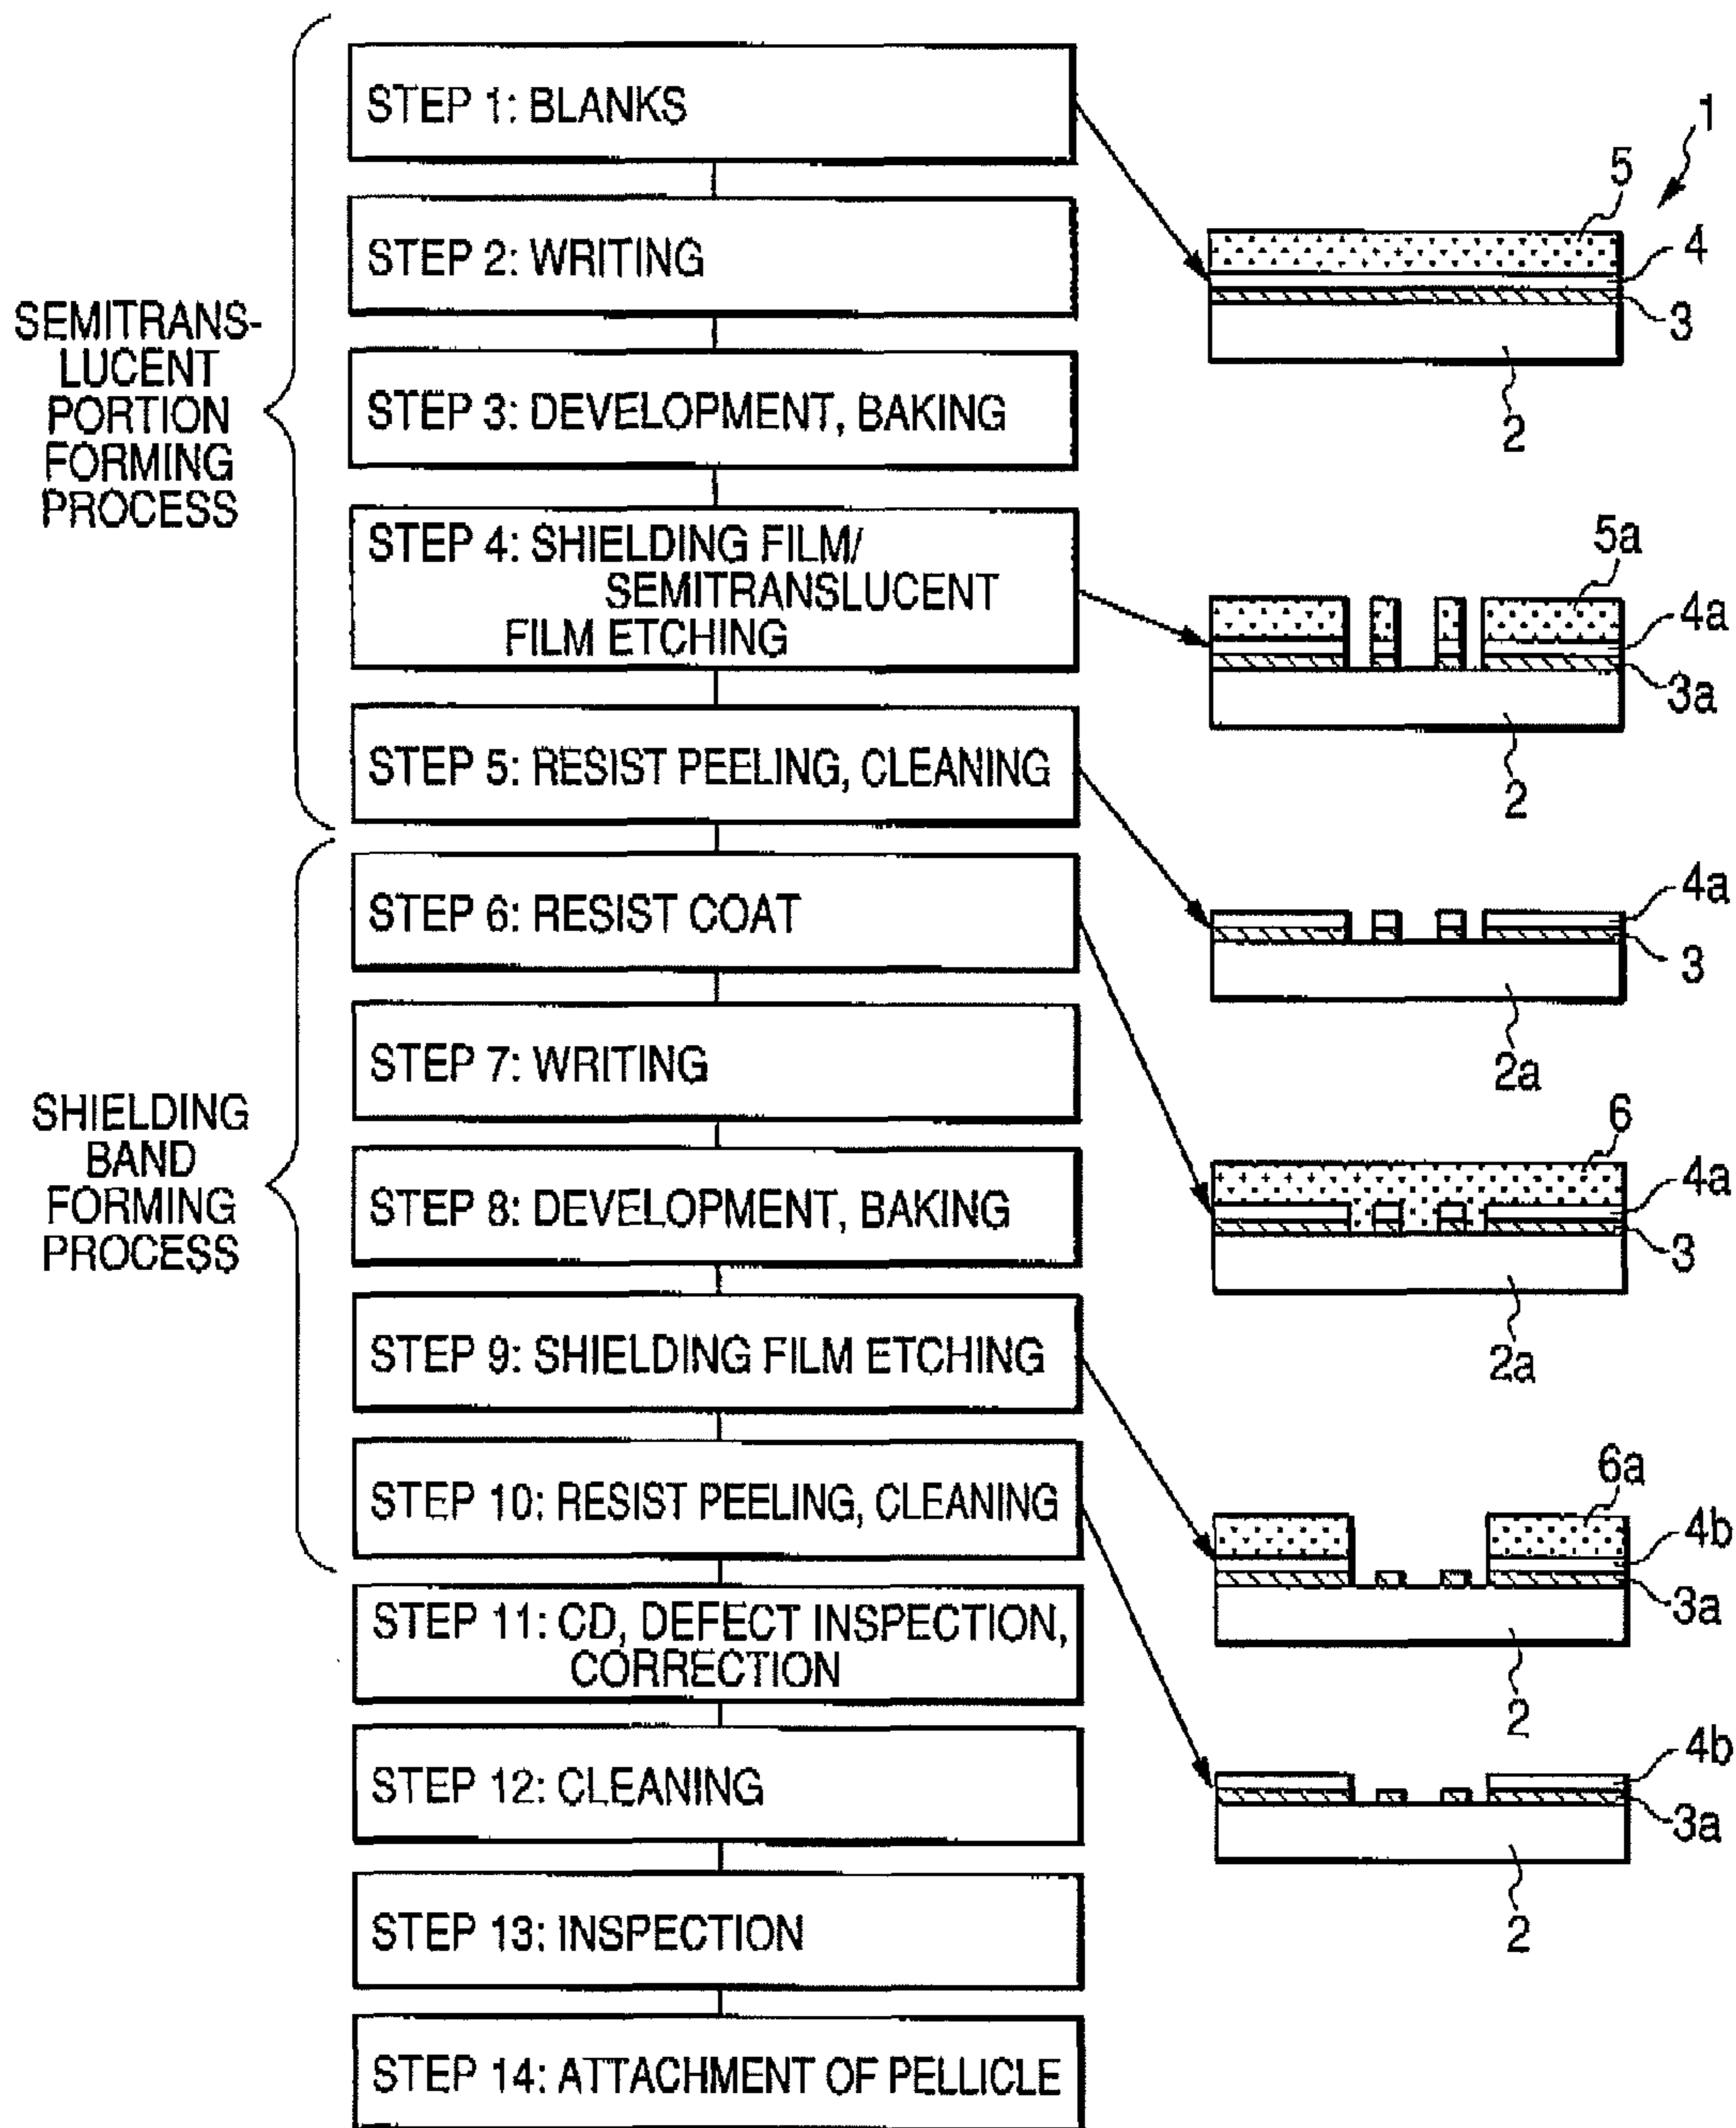 SEMITRANS-
LUCENT
PORTION
FORMING
PROCESS
STEP 1: BLANKS
STEP 2: WRITING
STEP 3: DEVELOPMENT, BAKING
STEP 4: SHIELDING FILM/
SEMITRANSLUCENT
FILM ETCHING
STEP 5: RESIST PEELING, CLEANING
SHIELDING
BAND
FORMING
PROCESS
STEP 6: RESIST COAT
STEP 7: WRITING
STEP 8: DEVELOPMENT, BAKING
STEP 9: SHIELDING FILM ETCHING
STEP 10: RESIST PEELING, CLEANING
STEP 11: CD, DEFECT INSPECTION,
CORRECTION
STEP 12: CLEANING
STEP 13: INSPECTION
STEP 14: ATTACHMENT OF PELLICLE
1
5
4
3
2
5a
4a
3a
2
4a
3
2a
6
4a
3
2a
6a
4b
3a
2
4b
3a
2